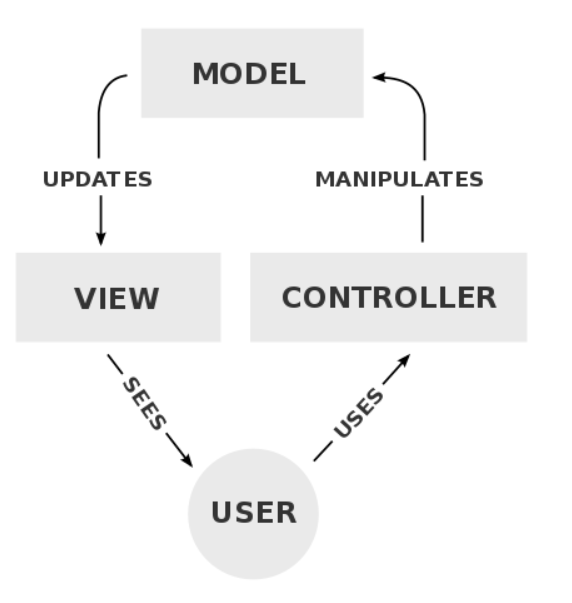 MODEL
UPDATES
MANIPULATES
VIEW
CONTROLLER
SEES
USES
USER